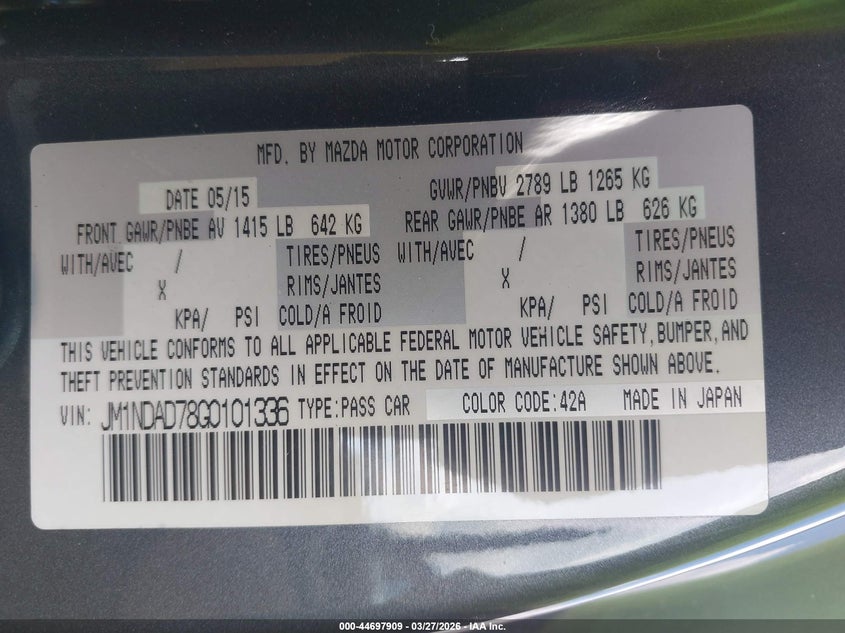 MFD. BY MAZDA MOTOR CORPORATION
DATE 05/15 GVWR/PNBV 2789 LB 1265 KG
FRONT GAWR/PNBE AV 1415 LB 642 KG REAR GAWR/PNBE AR 1380 LB 626 KG
WITH/AVEC / TIRES/PNEUS WITH/AVEC / TIRES/PNEUS
X RIMS/JANTES X RIMS/JANTES
KPA/ PSI COLD/A FROID KPA/ PSI COLD/A FROID
THIS VEHICLE CONFORMS TO ALL APPLICABLE FEDERAL MOTOR VEHICLE SAFETY, BUMPER, AND
THEFT PREVENTION STANDARDS IN EFFECT ON THE DATE OF MANUFACTURE SHOWN ABOVE.
VIN: JM1NDAD78G0101336 TYPE:PASS CAR COLOR CODE:42A MADE IN JAPAN
000-44697909 - 03/27/2026 - IAA Inc.